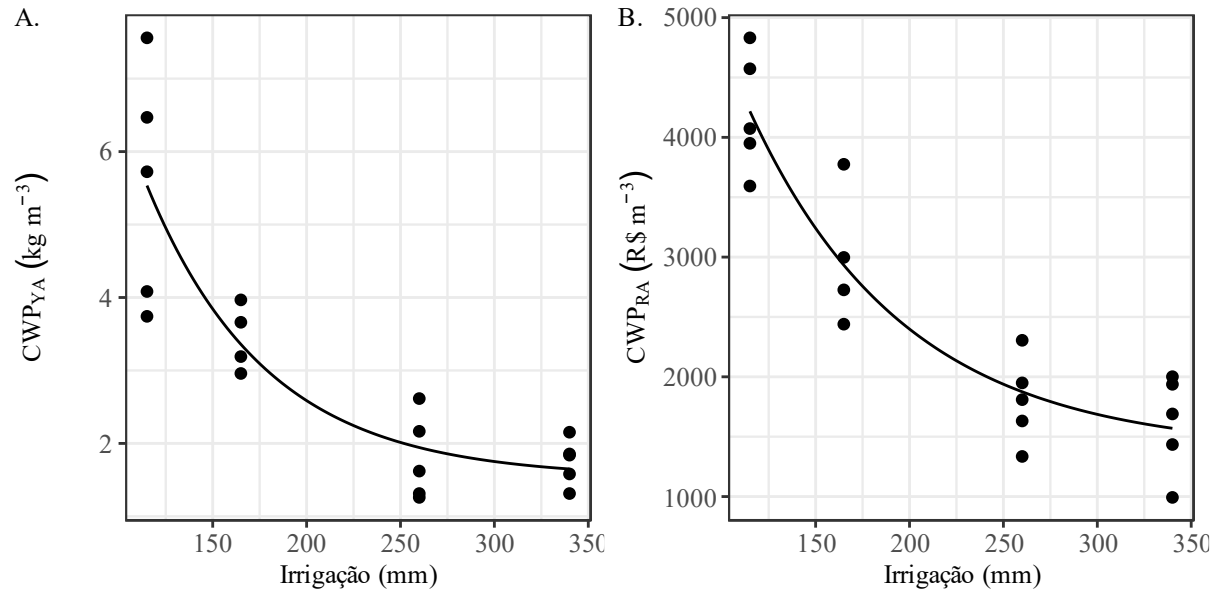 A.
CWP_YA (kg m⁻³)
6
4
2
150 200 250 300 350
Irrigação (mm)
B.
CWP_RA (R$ m⁻³)
5000
4000
3000
2000
1000
150 200 250 300 350
Irrigação (mm)